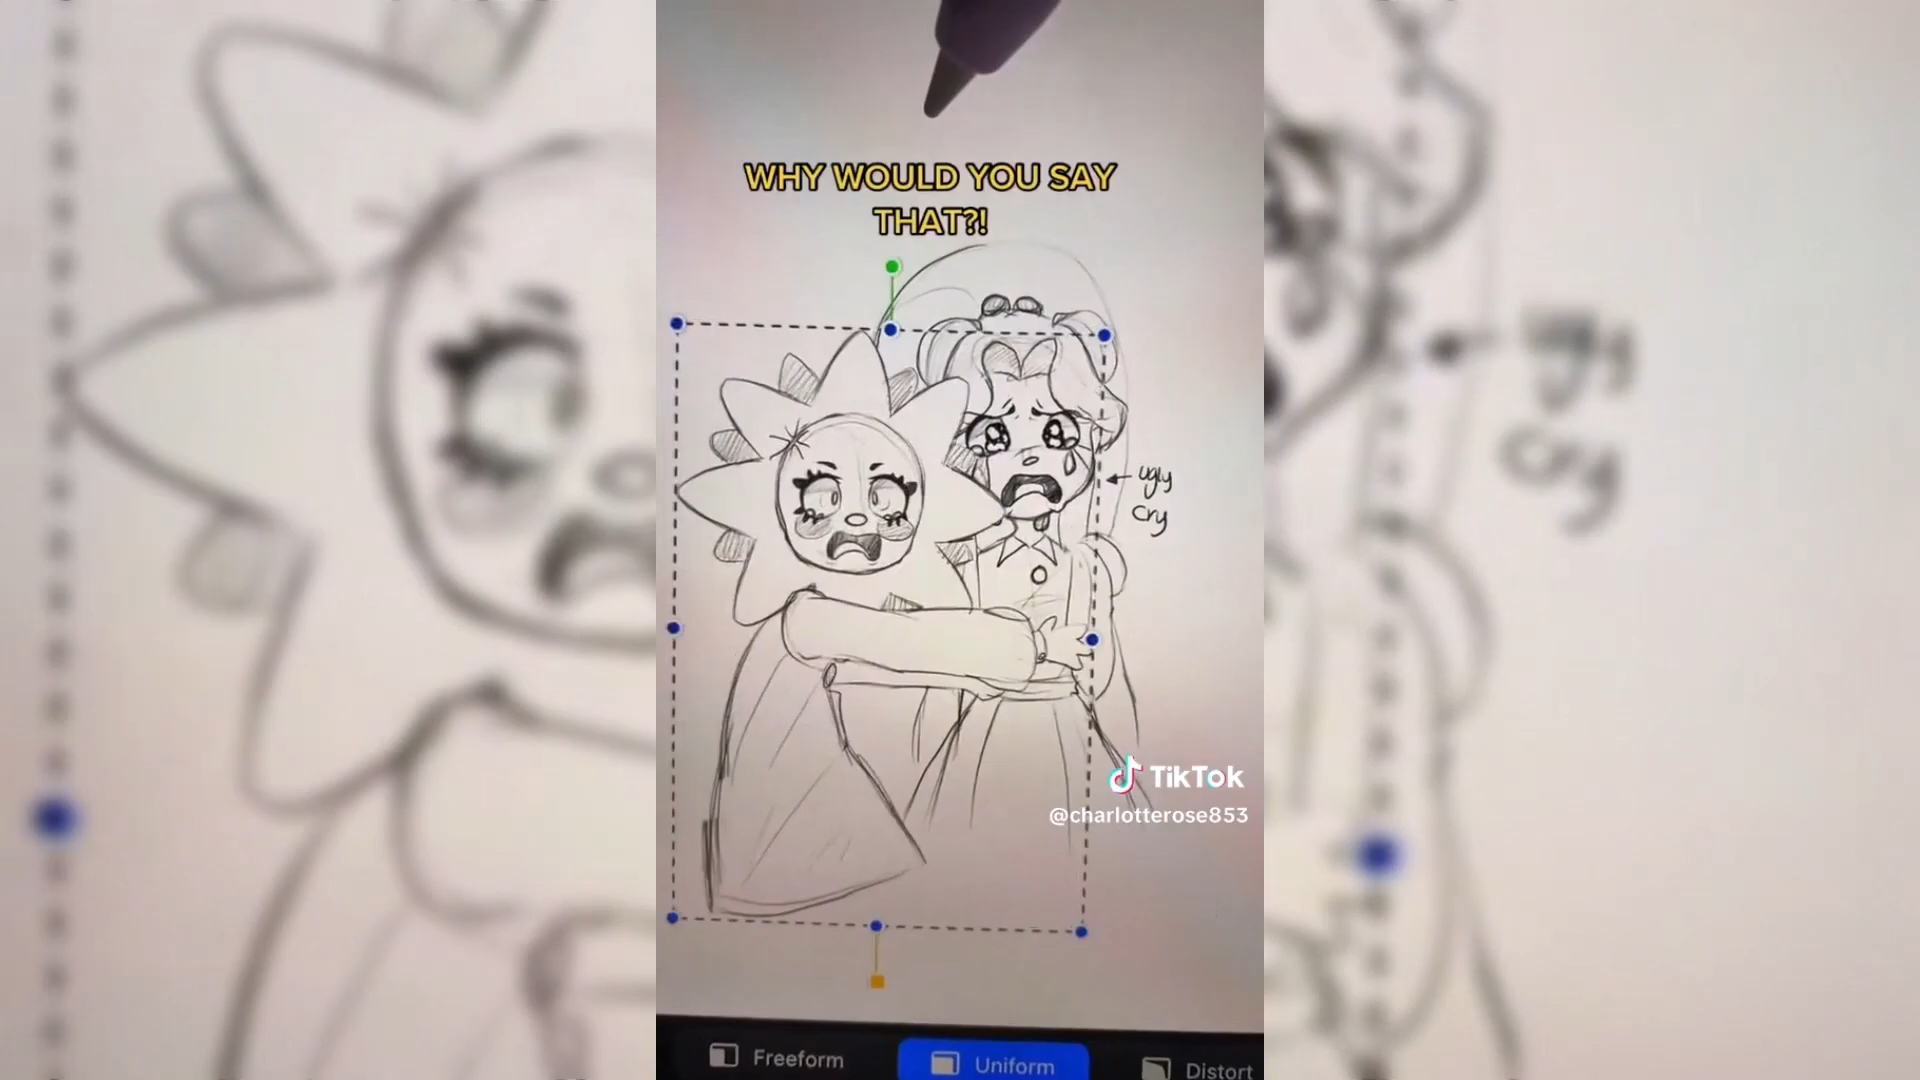 WHY WOULD YOU SAY
THAT?!
ugly
cry
TikTok
@charlotterose853
Freeform
Uniform
Distort